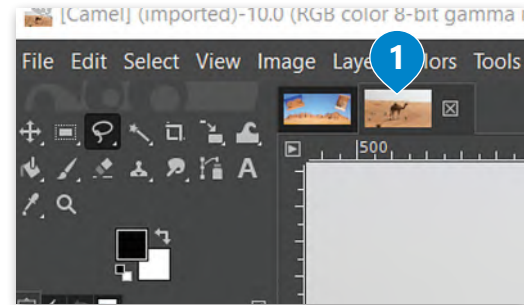 [Camel] (imported)-10.0 (RGB color 8-bit gamma
File Edit Select View Image Laye 1 lors Tools
500